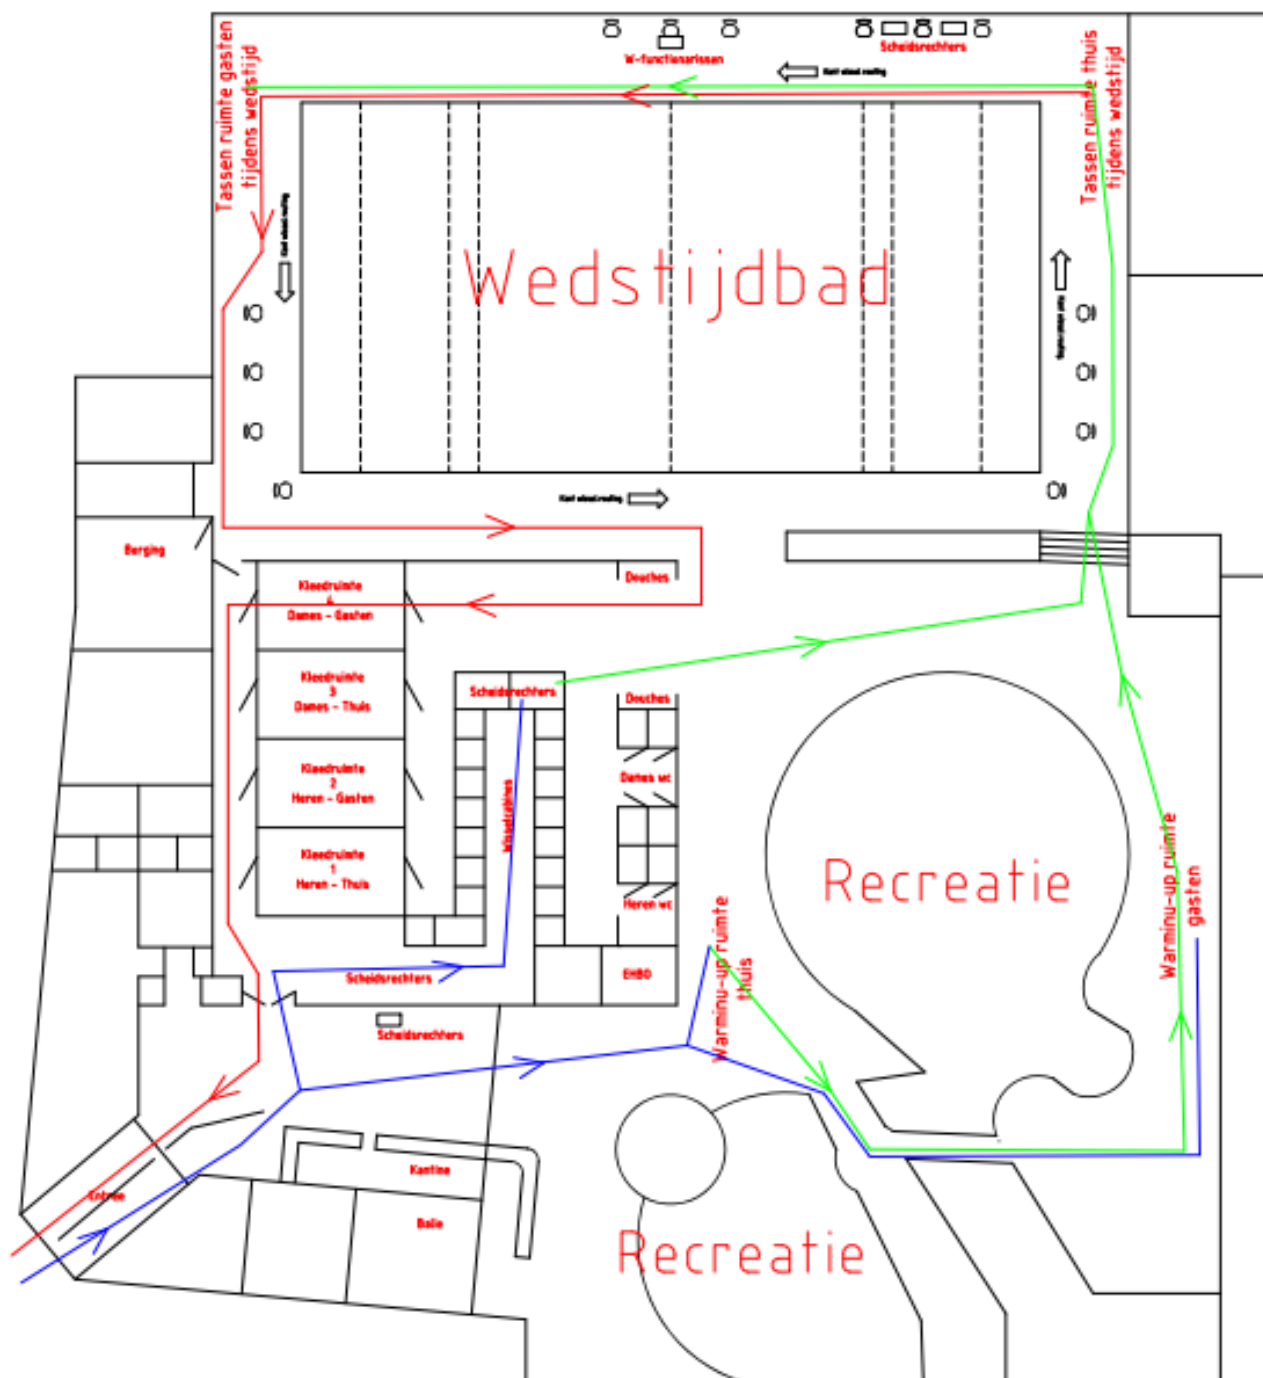 Tassen ruimte gasten
tijdens wedstijd
W-functionarissen
Scheidsrechters
Tassen ruimte thuis
tijdens wedstijd
Wedstijdbad
Berging
Kleedruimte
4
Dames - Gasten
Douches
Kleedruimte
3
Dames - Thuis
Scheidsrechters
Douches
Kleedruimte
2
Heren - Gasten
Wisselcabines
Dames wc
Kleedruimte
1
Heren - Thuis
Heren wc
Recreatie
Warminu-up ruimte
gasten
Scheidsrechters
EHBO
Warminu-up ruimte
thuis
Scheidsrechters
Kantine
Entree
Balie
Recreatie